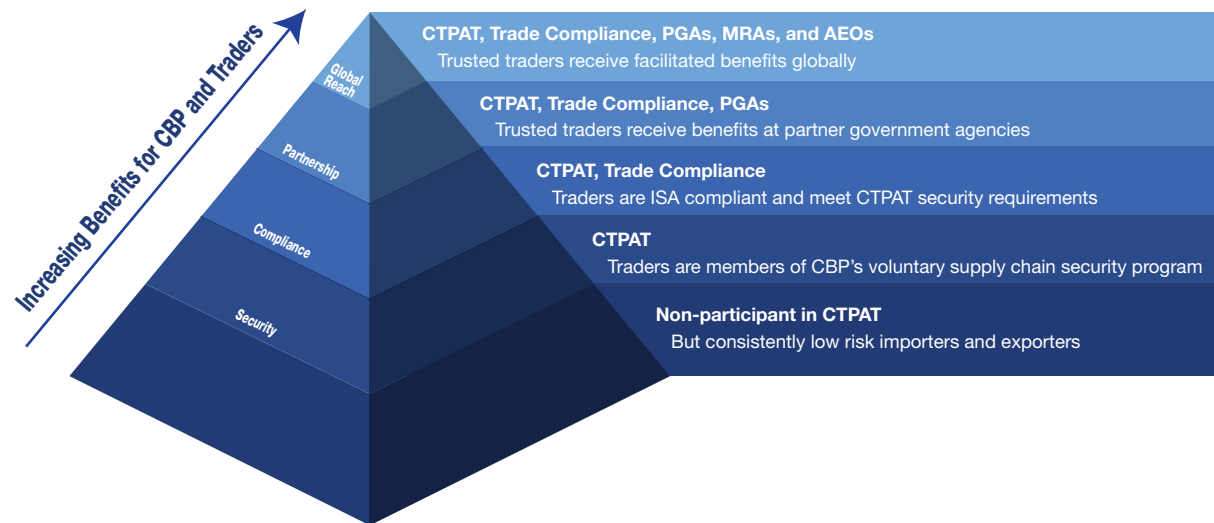 Increasing Benefits for CBP and Traders
Global
Reach
CTPAT, Trade Compliance, PGAs, MRAs, and AEOs
Trusted traders receive facilitated benefits globally
Partnership
CTPAT, Trade Compliance, PGAs
Trusted traders receive benefits at partner government agencies
Compliance
CTPAT, Trade Compliance
Traders are ISA compliant and meet CTPAT security requirements
Security
CTPAT
Traders are members of CBP’s voluntary supply chain security program
Non-participant in CTPAT
But consistently low risk importers and exporters